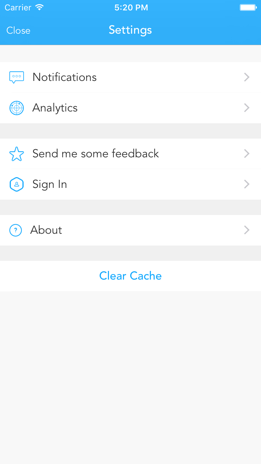 Carrier 5:20 PM
Close Settings
Notifications
Analytics
Send me some feedback
Sign In
About
Clear Cache